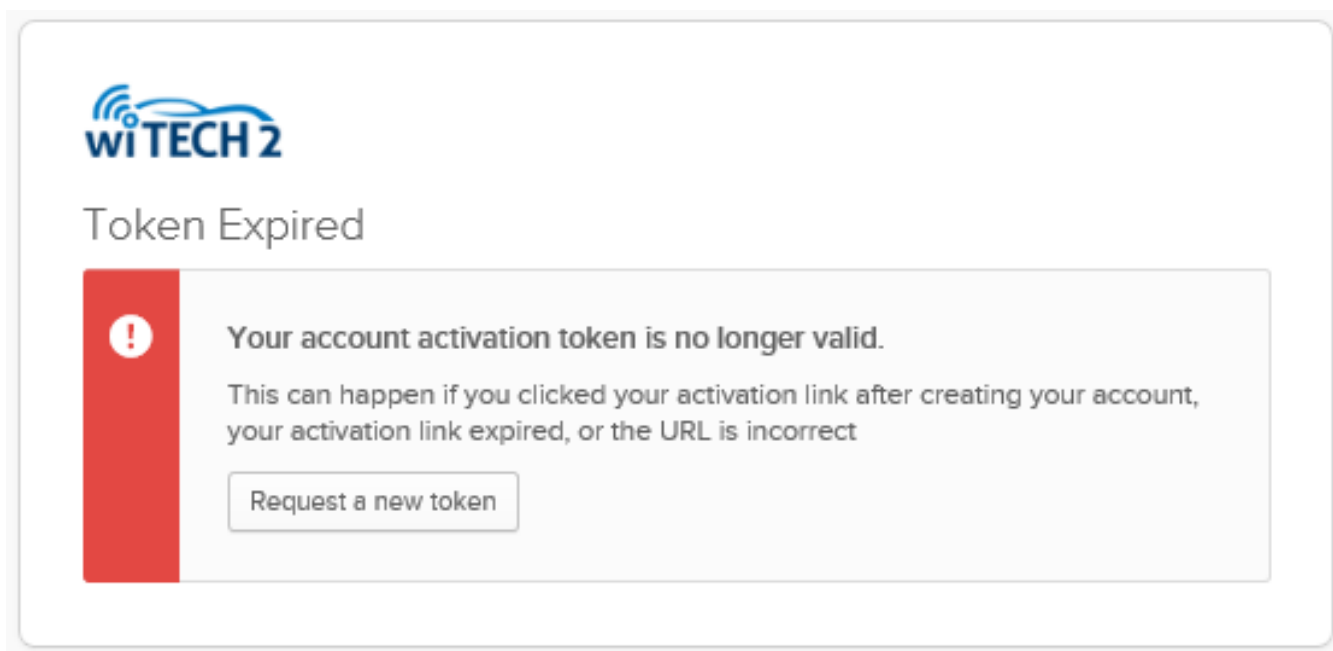 wiTECH 2
Token Expired
Your account activation token is no longer valid.
This can happen if you clicked your activation link after creating your account,
your activation link expired, or the URL is incorrect
Request a new token